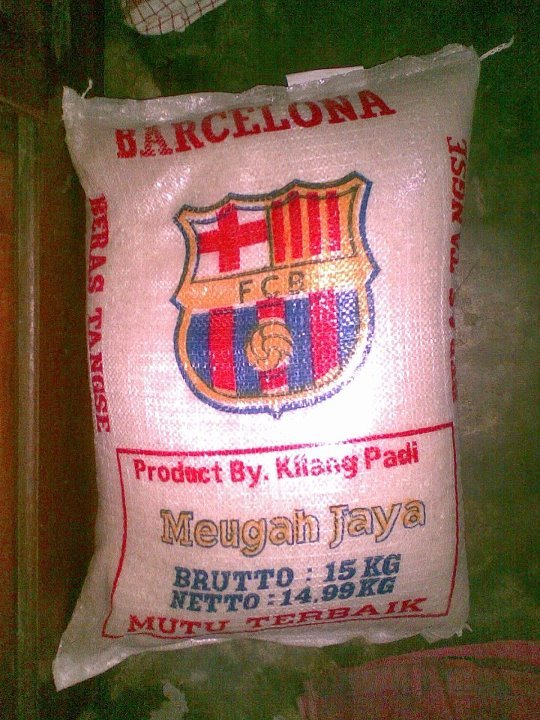 BARCELONA
BERAS TANGSE
FCB
Product By. Kilang Padi
Meugah Jaya
BRUTTO : 15 KG
NETTO : 14.99 KG
MUTU TERBAIK